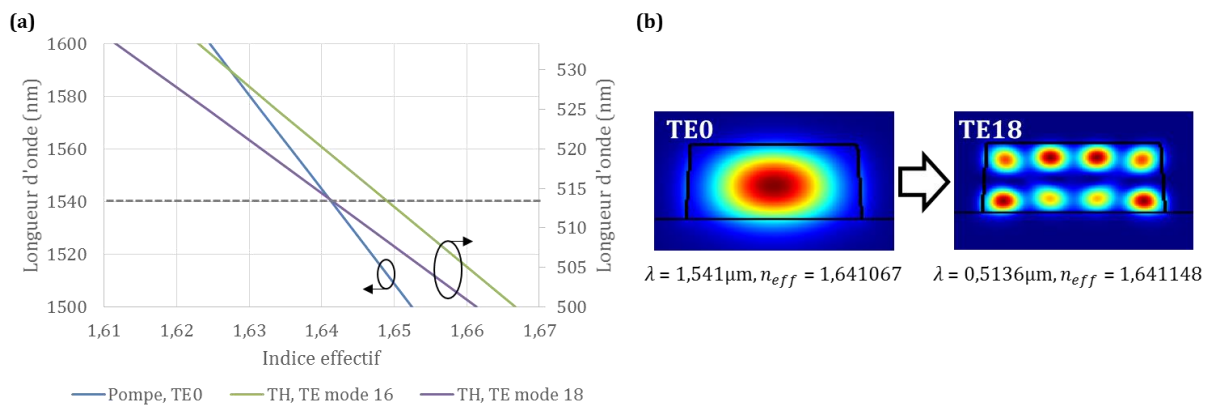 (a)
1600
1580
1560
1540
1520
1500
Longueur d'onde (nm)
530
525
520
515
510
505
500
Longueur d'onde (nm)
1,61 1,62 1,63 1,64 1,65 1,66 1,67
Indice effectif
Pompe, TE0 TH, TE mode 16 TH, TE mode 18
(b)
TE0
TE18
λ = 1,541µm, n_eff = 1,641067
λ = 0,5136µm, n_eff = 1,641148